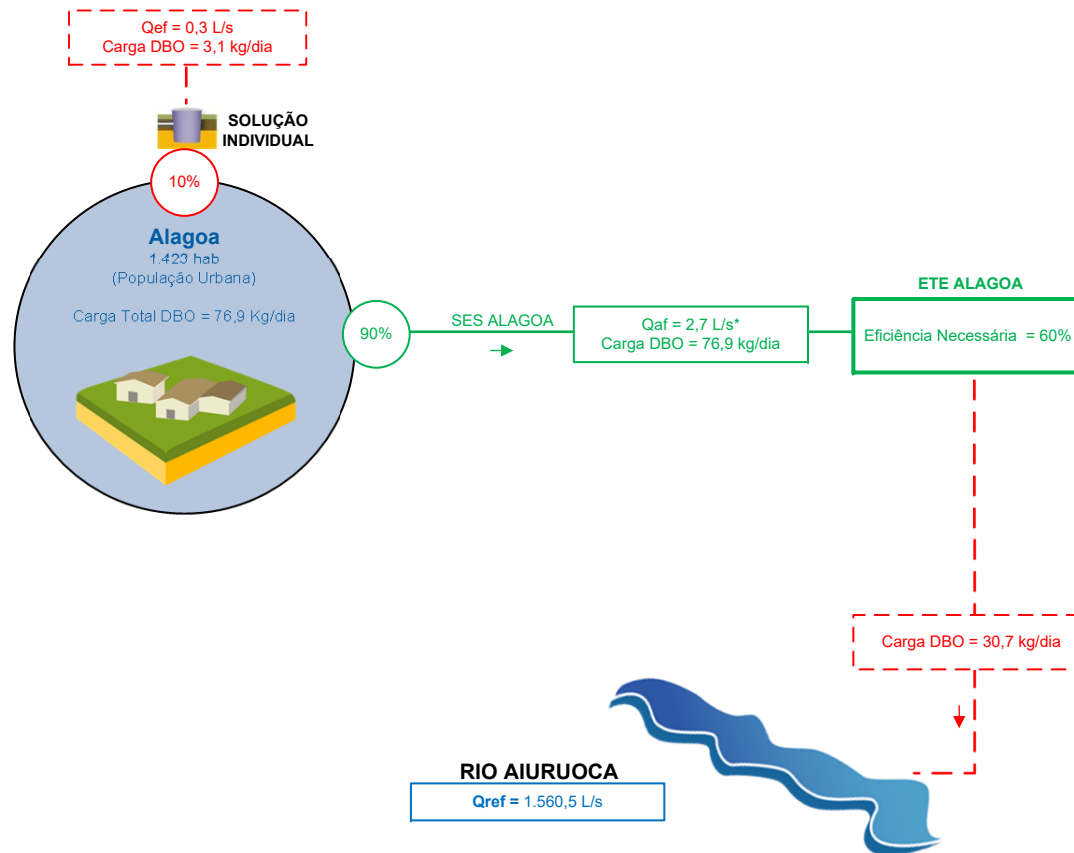 Qef = 0,3 L/s
Carga DBO = 3,1 kg/dia
SOLUÇÃO
INDIVIDUAL
10%
Alagoa
1.423 hab
(População Urbana)
Carga Total DBO = 76,9 Kg/dia
90%
SES ALAGOA
Qaf = 2,7 L/s*
Carga DBO = 76,9 kg/dia
ETE ALAGOA
Eficiência Necessária = 60%
Carga DBO = 30,7 kg/dia
RIO AIURUOCA
Qref = 1.560,5 L/s